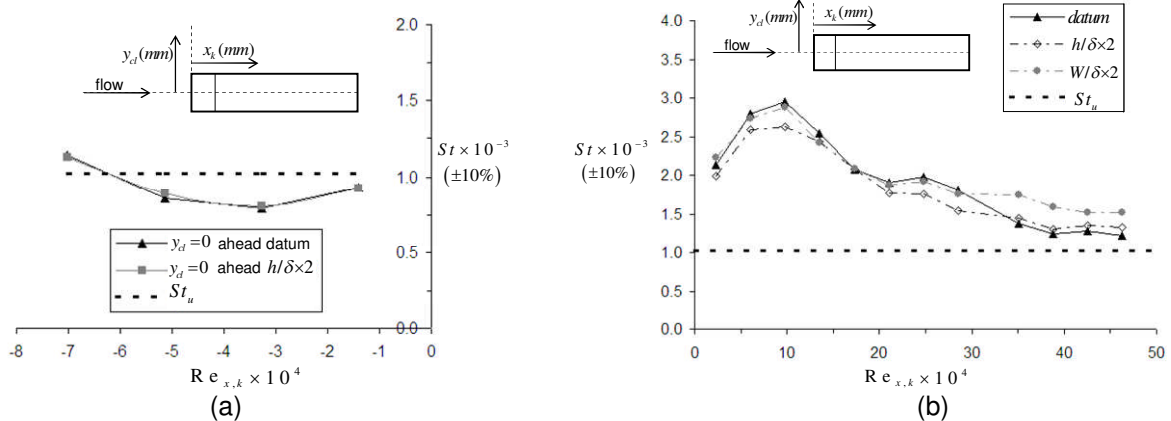 y_cl (mm)
x_k (mm)
flow
2.0
1.5
1.0
0.5
0.0
St × 10⁻³
(±10%)
y_cl =0 ahead datum
y_cl =0 ahead h/δ×2
St_u
-8 -7 -6 -5 -4 -3 -2 -1 0
Re_x,k × 10⁴
(a)
y_cl (mm)
x_k (mm)
flow
datum
h/δ×2
W/δ×2
St_u
4.0
3.5
3.0
2.5
2.0
1.5
1.0
0.5
0.0
St × 10⁻³
(±10%)
0 10 20 30 40 50
Re_x,k × 10⁴
(b)